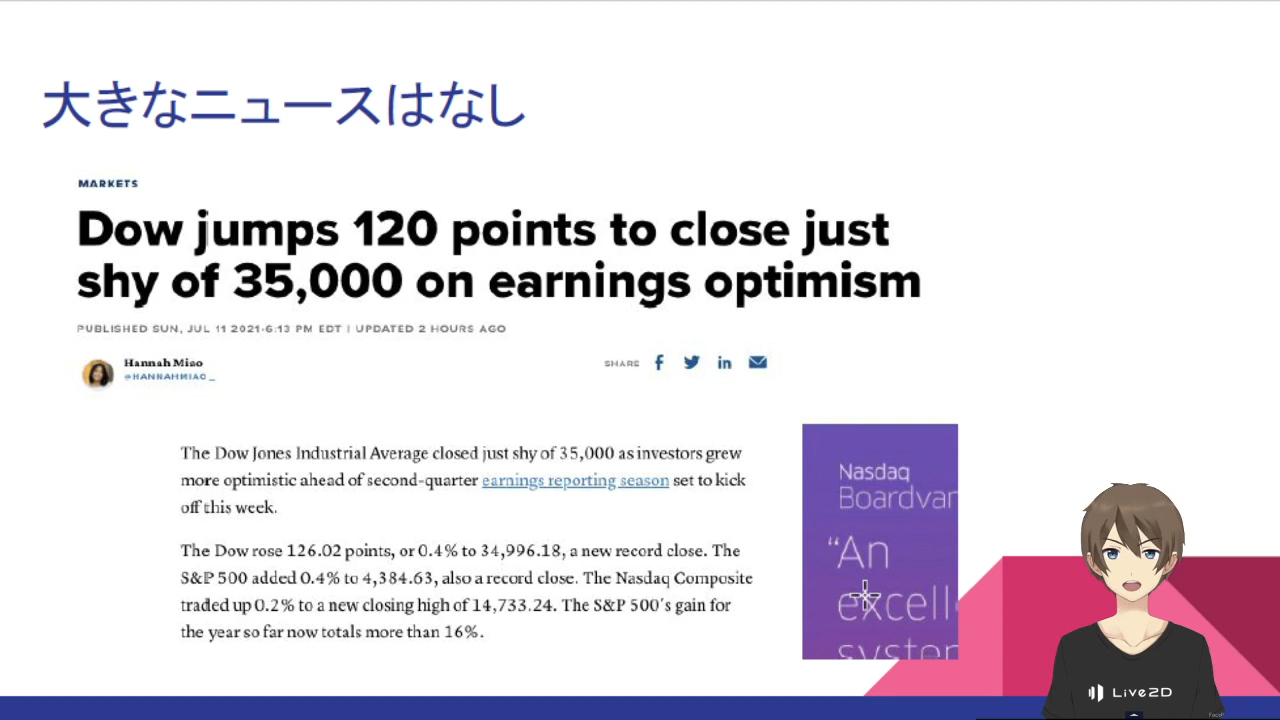 大きなニュースはなし
MARKETS
Dow jumps 120 points to close just
shy of 35,000 on earnings optimism
PUBLISHED SUN, JUL 11 2021•6:13 PM EDT | UPDATED 2 HOURS AGO
Hannah Miao
@HANNAHMIAO_
SHARE
The Dow Jones Industrial Average closed just shy of 35,000 as investors grew
more optimistic ahead of second-quarter earnings reporting season set to kick
off this week.
The Dow rose 126.02 points, or 0.4% to 34,996.18, a new record close. The
S&P 500 added 0.4% to 4,384.63, also a record close. The Nasdaq Composite
traded up 0.2% to a new closing high of 14,733.24. The S&P 500's gain for
the year so far now totals more than 16%.
Nasdaq
Boardvan
“An
excell
system
Live2D